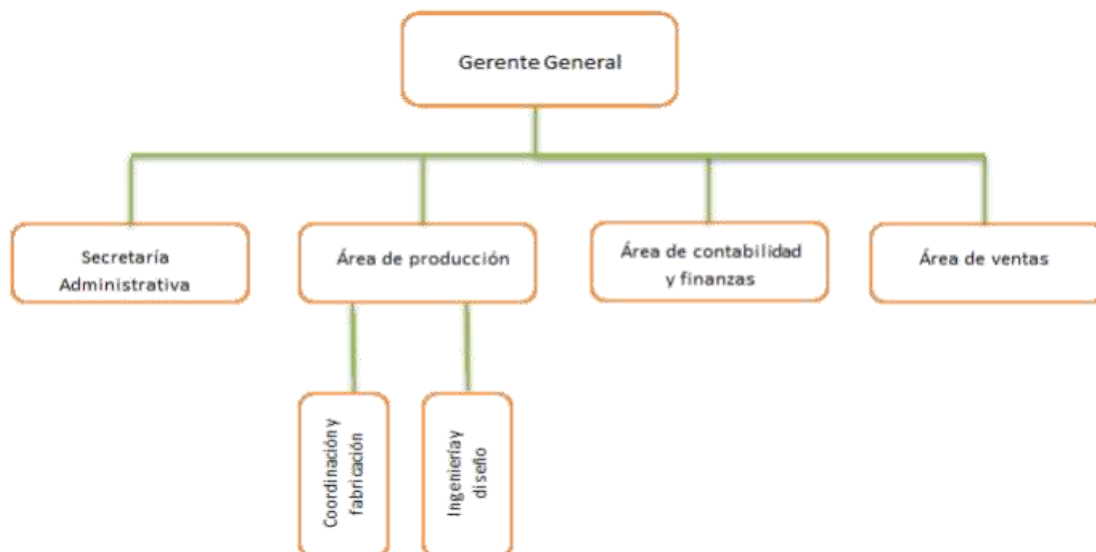 Gerente General
Secretaría
Administrativa
Área de producción
Área de contabilidad
y finanzas
Área de ventas
Coordinación y
fabricación
Ingeniería y
diseño